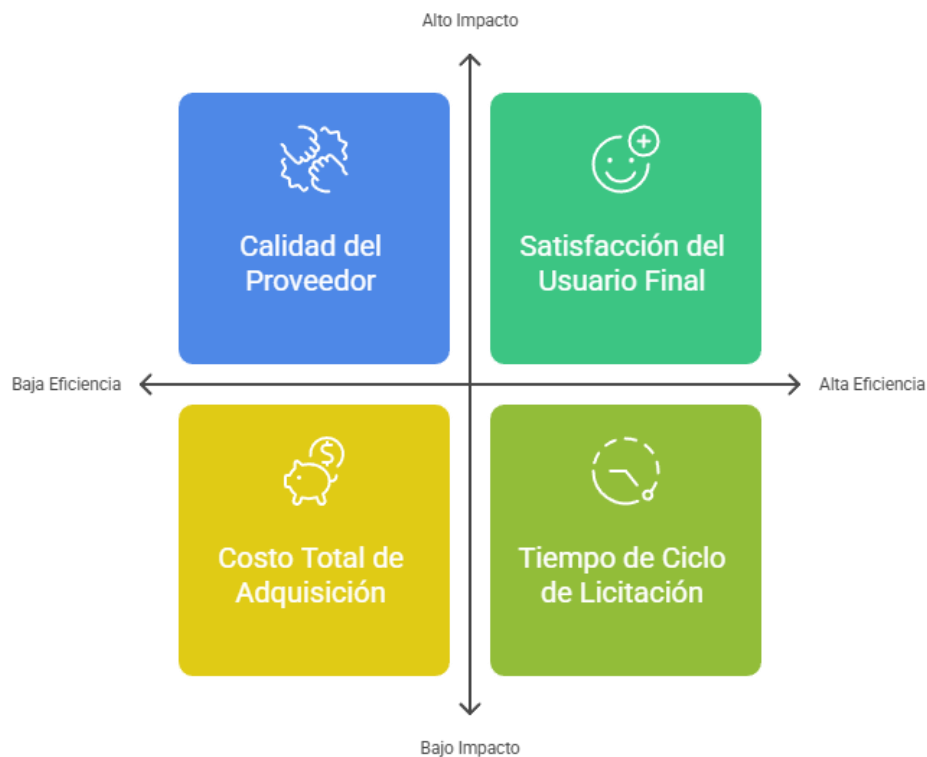 Alto Impacto
Calidad del
Proveedor
Satisfacción del
Usuario Final
Baja Eficiencia
Alta Eficiencia
$
Costo Total de
Adquisición
Tiempo de Ciclo
de Licitación
Bajo Impacto